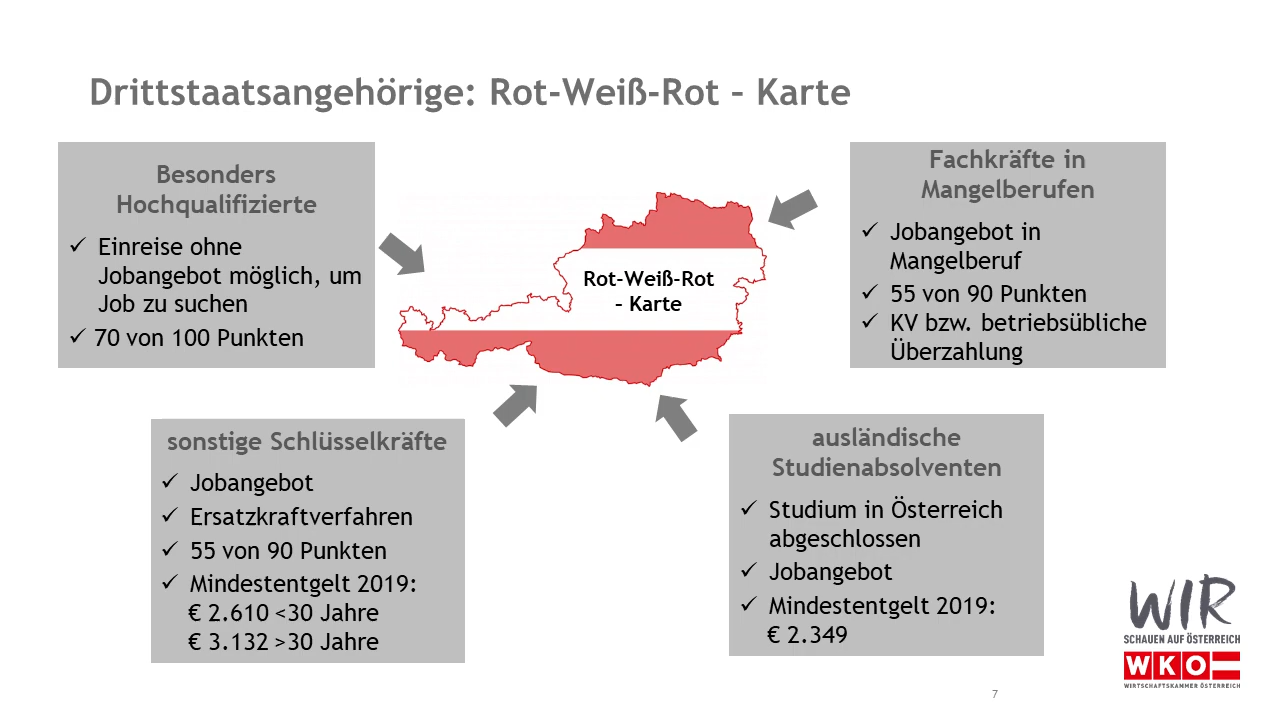 Drittstaatsangehörige: Rot-Weiß-Rot – Karte
Besonders
Hochqualifizierte
✓ Einreise ohne
Jobangebot möglich, um
Job zu suchen
✓ 70 von 100 Punkten
Fachkräfte in
Mangelberufen
✓ Jobangebot in
Mangelberuf
✓ 55 von 90 Punkten
✓ KV bzw. betriebsübliche
Überzahlung
Rot-Weiß-Rot
– Karte
sonstige Schlüsselkräfte
✓ Jobangebot
✓ Ersatzkraftverfahren
✓ 55 von 90 Punkten
✓ Mindestentgelt 2019:
€ 2.610 <30 Jahre
€ 3.132 >30 Jahre
ausländische
Studienabsolventen
✓ Studium in Österreich
abgeschlossen
✓ Jobangebot
✓ Mindestentgelt 2019:
€ 2.349
WIR
SCHAUEN AUF ÖSTERREICH
WKO
WIRTSCHAFTSKAMMER ÖSTERREICH
7